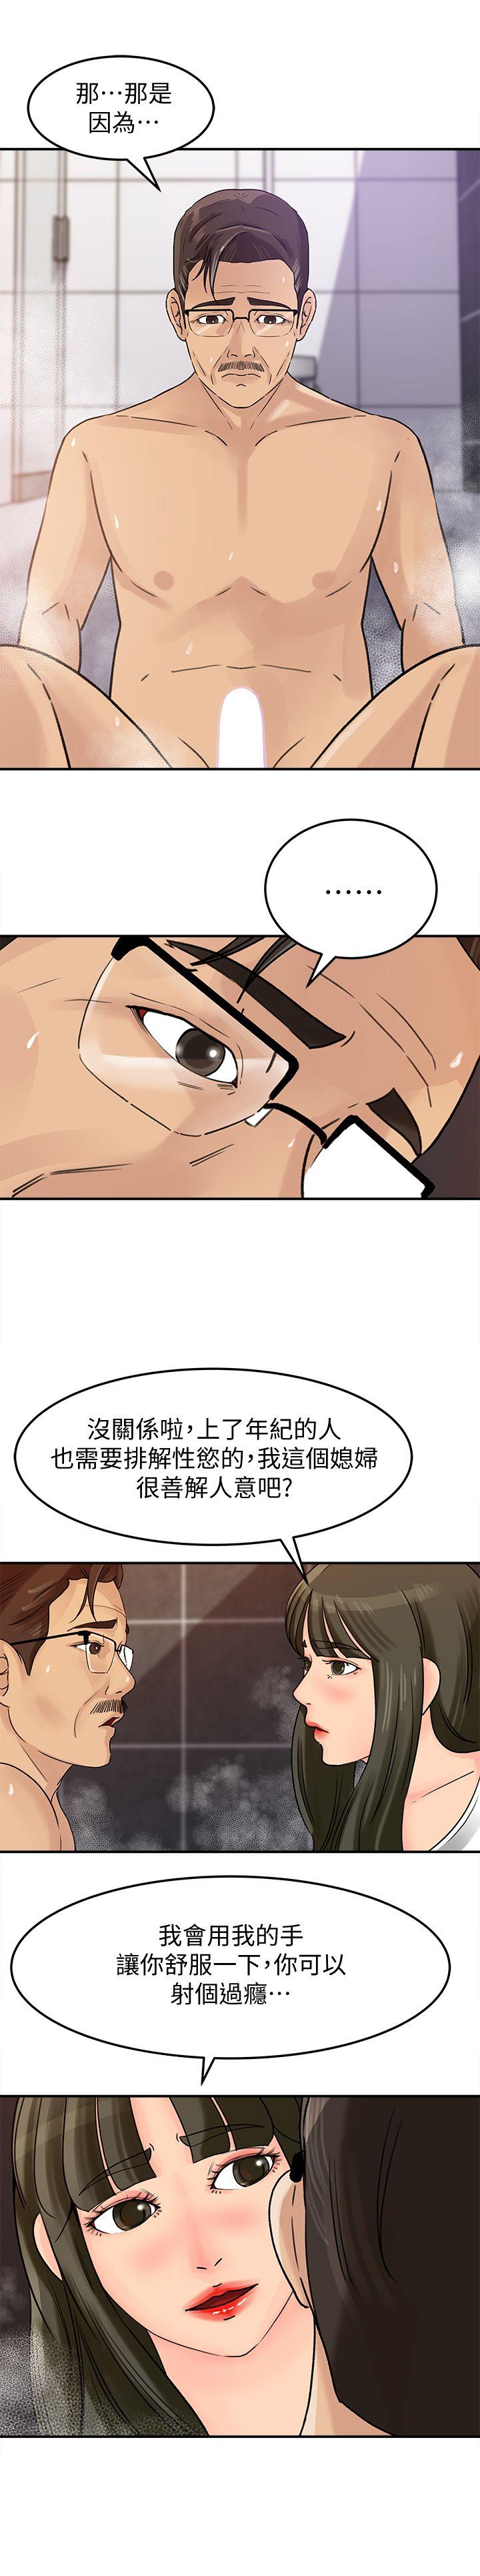 那…那是
因為…
……
沒關係啦,上了年紀的人
也需要排解性慾的,我這個媳婦
很善解人意吧?
我會用我的手
讓你舒服一下,你可以
射個過癮…